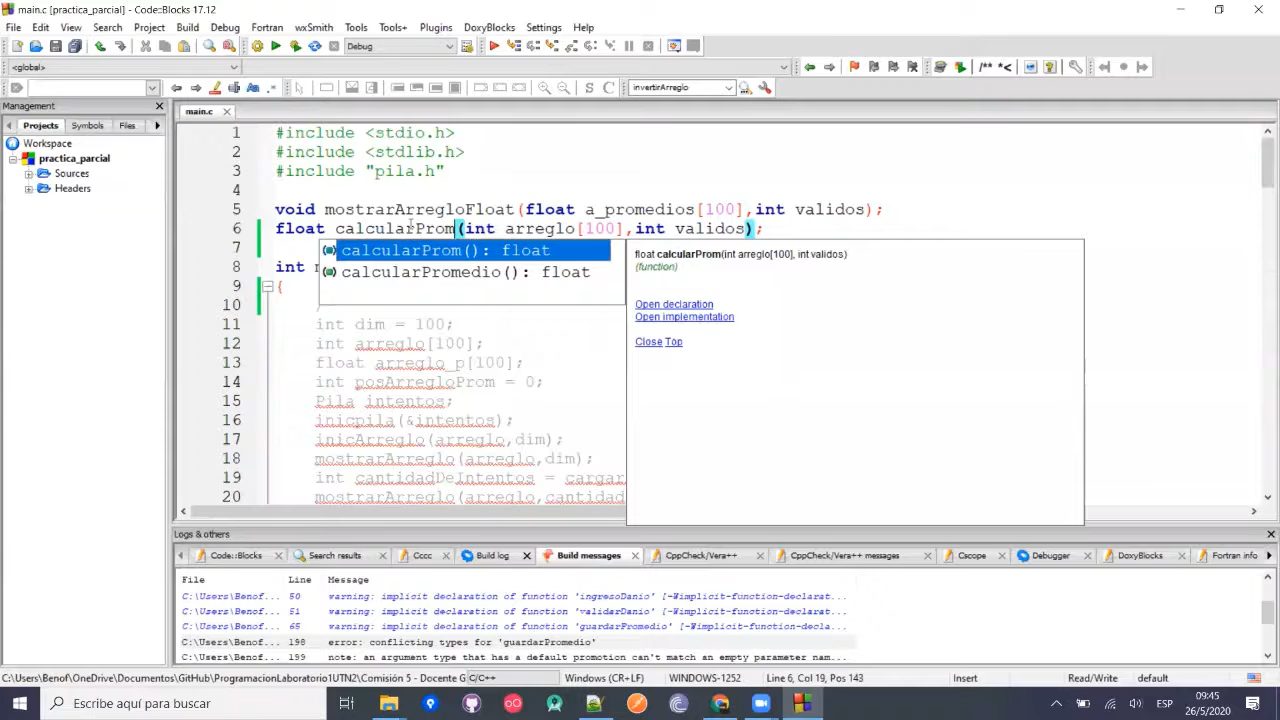 main.c [practica_parcial] - Code::Blocks 17.12
File Edit View Search Project Build Debug Fortran wxSmith Tools Tools+ Plugins DoxyBlocks Settings Help
Debug
<global>
/** *<
S C invertirArreglo
Management
Projects Symbols Files
Workspace
practica_parcial
Sources
Headers
main.c
1 #include <stdio.h>
2 #include <stdlib.h>
3 #include "pila.h"
4
5 void mostrarArregloFloat(float a_promedios[100],int validos);
6 float calcularProm(int arreglo[100],int validos);
7
8 int
9 {
10 /
11 int dim = 100;
12 int arreglo[100];
13 float arreglo_p[100];
14 int posArregloProm = 0;
15 Pila intentos;
16 inicpila(&intentos);
17 inicArreglo(arreglo,dim);
18 mostrarArreglo(arreglo,dim);
19 int cantidadDeIntentos = cargar
20 mostrarArreglo(arreglo,cantidad
calcularProm(): float
calcularPromedio(): float
float calcularProm(int arreglo[100], int validos)
(function)
Open declaration
Open implementation
Close Top
Logs & others
Code::Blocks Search results Cccc Build log Build messages CppCheck/Vera++ CppCheck/Vera++ messages Cscope Debugger DoxyBlocks Fortran info
File Line Message
C:\Users\Benof... 50 warning: implicit declaration of function 'ingresoDanio' [-Wimplicit-function-declarat...
C:\Users\Benof... 51 warning: implicit declaration of function 'validarDanio' [-Wimplicit-function-declarat...
C:\Users\Benof... 65 warning: implicit declaration of function 'guardarPromedio' [-Wimplicit-function-decla...
C:\Users\Benof... 198 error: conflicting types for 'guardarPromedio'
C:\Users\Benof... 199 note: an argument type that has a default promotion can't match an empty parameter nam...
C:\Users\Benof\OneDrive\Documentos\GitHub\ProgramacionLaboratorio1UTN2\Comisión 5 - Docente G C/C++ Windows (CR+LF) WINDOWS-1252 Line 6, Col 19, Pos 143 Insert Read/Write default
Escribe aquí para buscar
ESP
09:45
26/5/2020